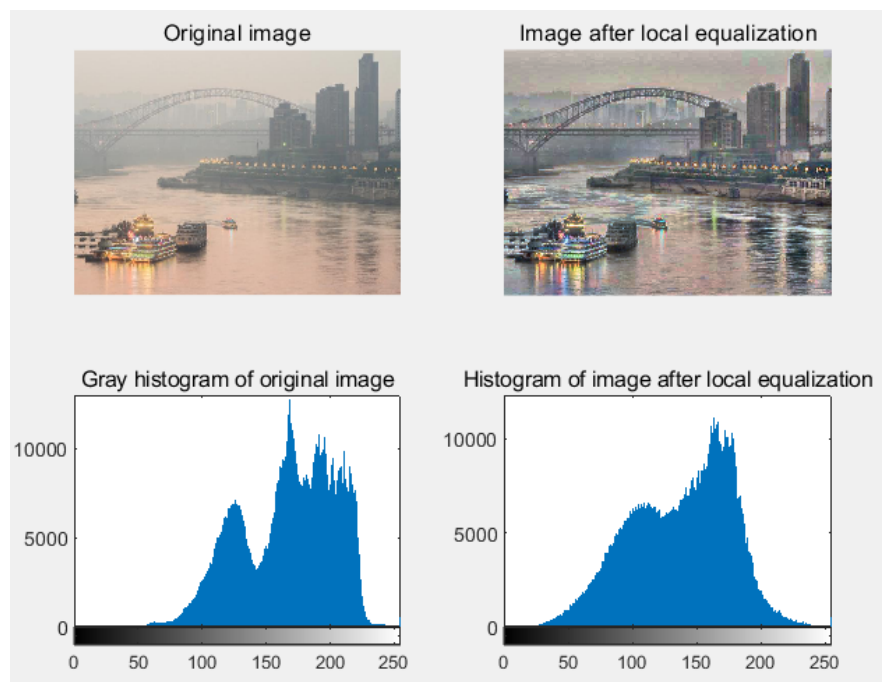 Original image
Image after local equalization
Gray histogram of original image
Histogram of image after local equalization
10000
5000
0
0 50 100 150 200 250
10000
5000
0
0 50 100 150 200 250